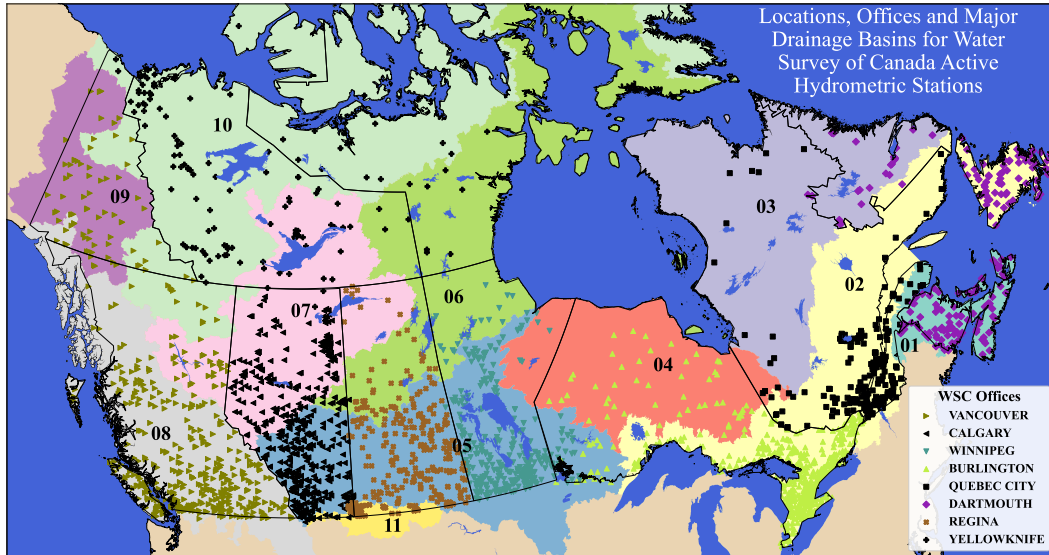 Locations, Offices and Major
Drainage Basins for Water
Survey of Canada Active
Hydrometric Stations
10
09
03
02
06
07
01
04
08
05
11
WSC Offices
VANCOUVER
CALGARY
WINNIPEG
BURLINGTON
QUEBEC CITY
DARTMOUTH
REGINA
YELLOWKNIFE